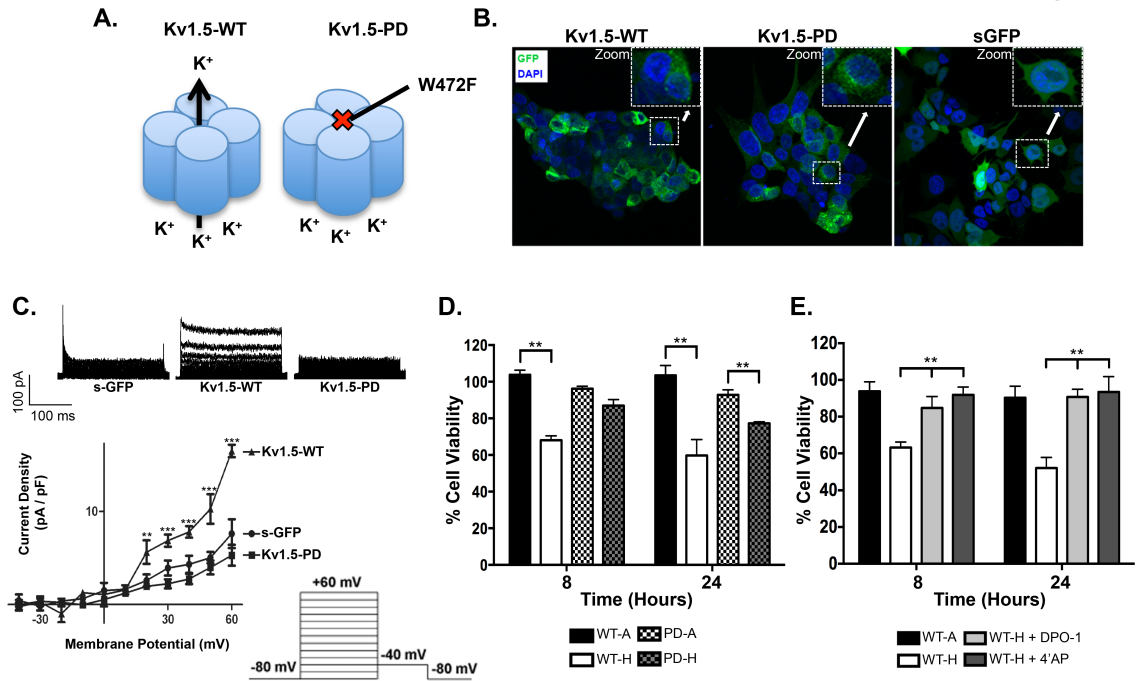 A.
Kv1.5-WT
Kv1.5-PD
K+
W472F
K+
K+
K+
K+
K+
K+
B.
Kv1.5-WT
Kv1.5-PD
sGFP
GFP
DAPI
Zoom
Zoom
Zoom
C.
s-GFP
Kv1.5-WT
Kv1.5-PD
100 pA
100 ms
Current Density
(pA / pF)
10
** *** *** *** ***
Kv1.5-WT
s-GFP
Kv1.5-PD
-30
30
60
Membrane Potential (mV)
+60 mV
-80 mV
-40 mV
-80 mV
D.
% Cell Viability
120
100
80
60
40
20
0
**
**
**
8
24
Time (Hours)
WT-A
PD-A
WT-H
PD-H
E.
% Cell Viability
120
100
80
60
40
20
0
**
**
8
24
Time (Hours)
WT-A
WT-H + DPO-1
WT-H
WT-H + 4'AP